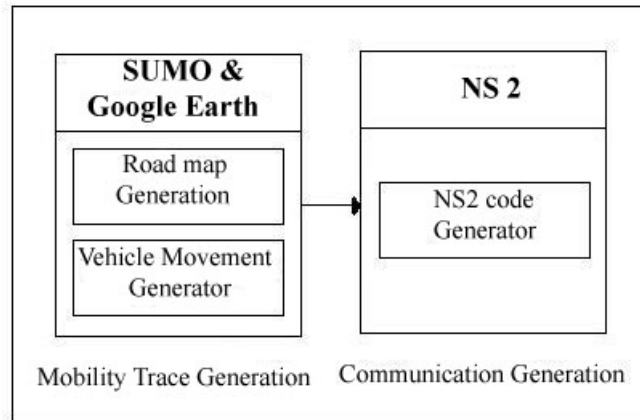 SUMO &
Google Earth
Road map
Generation
Vehicle Movement
Generator
Mobility Trace Generation
NS 2
NS2 code
Generator
Communication Generation